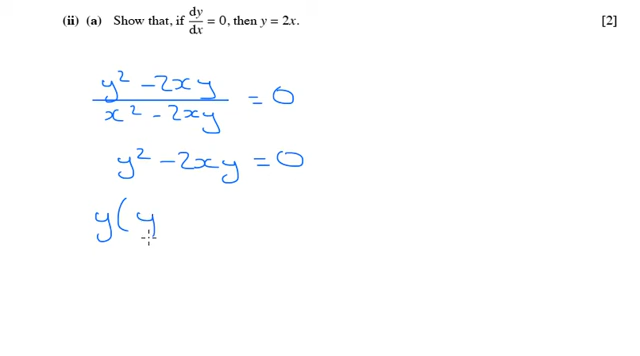 (ii) (a) Show that, if dy/dx = 0, then y = 2x. [2]
(y² − 2xy)/(x² − 2xy) = 0
y² − 2xy = 0
y(y